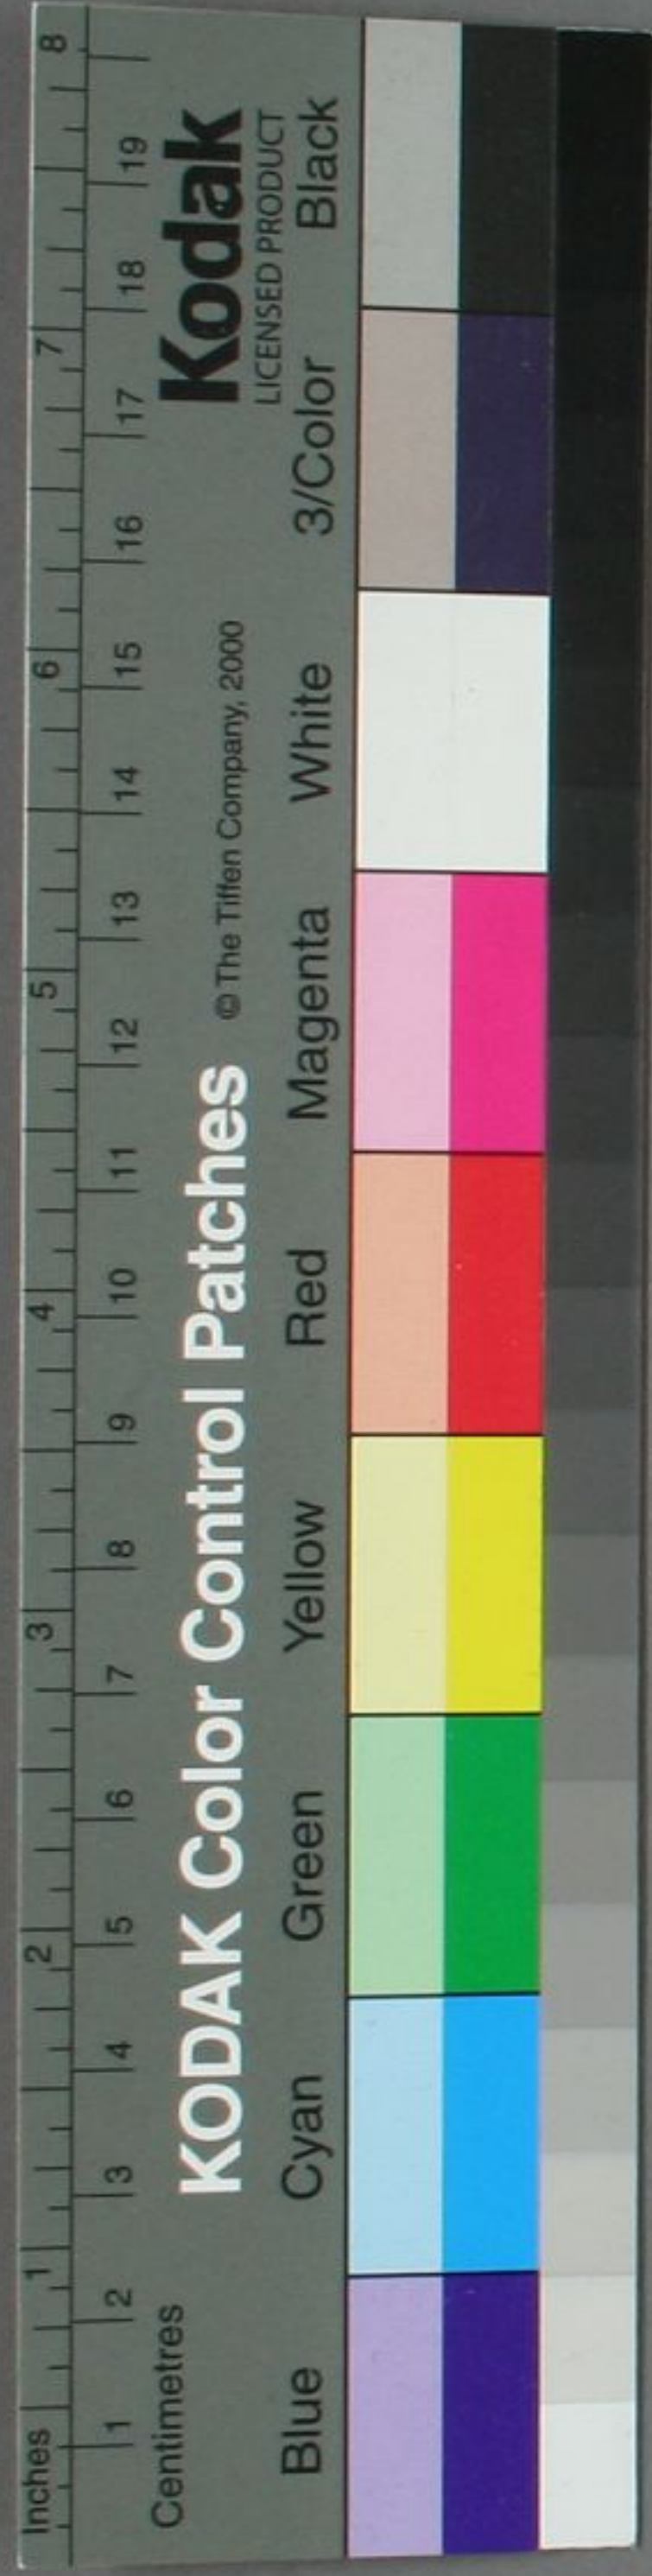 Inches 1 2 3 4 5 6 7 8
1 2 3 4 5 6 7 8 9 10 11 12 13 14 15 16 17 18 19
Centimetres
KODAK Color Control Patches
© The Tiffen Company, 2000
Kodak
LICENSED PRODUCT
Blue Cyan Green Yellow Red Magenta White 3/Color Black